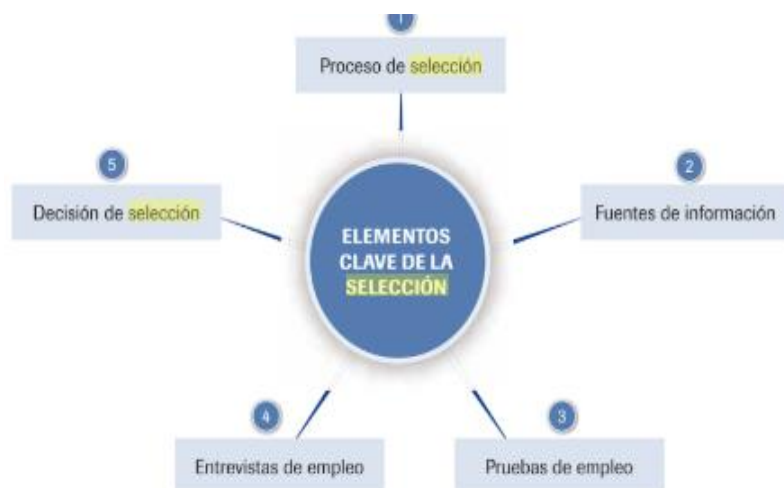 1
Proceso de selección
5
Decisión de selección
2
Fuentes de información
ELEMENTOS
CLAVE DE LA
SELECCIÓN
4
Entrevistas de empleo
3
Pruebas de empleo